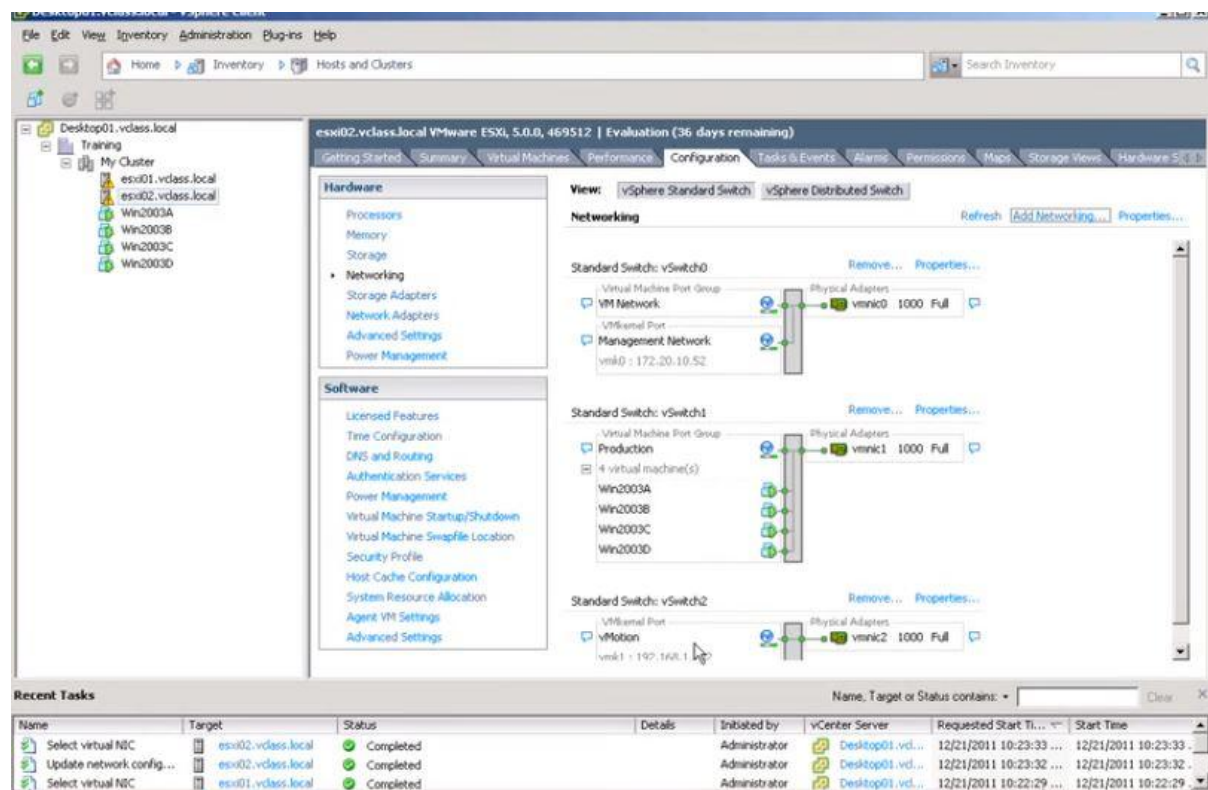 Desktop01.vclass.local - vSphere Client
File Edit View Inventory Administration Plug-ins Help
Home Inventory Hosts and Clusters Search Inventory
Desktop01.vclass.local
Training
My Cluster
esxi01.vclass.local
esxi02.vclass.local
Win2003A
Win2003B
Win2003C
Win2003D
esxi02.vclass.local VMware ESXi, 5.0.0, 469512 | Evaluation (36 days remaining)
Getting Started Summary Virtual Machines Performance Configuration Tasks & Events Alarms Permissions Maps Storage Views Hardware S
Hardware
Processors
Memory
Storage
Networking
Storage Adapters
Network Adapters
Advanced Settings
Power Management
Software
Licensed Features
Time Configuration
DNS and Routing
Authentication Services
Power Management
Virtual Machine Startup/Shutdown
Virtual Machine Swapfile Location
Security Profile
Host Cache Configuration
System Resource Allocation
Agent VM Settings
Advanced Settings
View: vSphere Standard Switch vSphere Distributed Switch
Networking Refresh Add Networking... Properties...
Standard Switch: vSwitch0 Remove... Properties...
Virtual Machine Port Group Physical Adapters
VM Network vmnic0 1000 Full
VMkernel Port
Management Network
vmk0 : 172.20.10.52
Standard Switch: vSwitch1 Remove... Properties...
Virtual Machine Port Group Physical Adapters
Production vmnic1 1000 Full
4 virtual machine(s)
Win2003A
Win2003B
Win2003C
Win2003D
Standard Switch: vSwitch2 Remove... Properties...
VMkernel Port Physical Adapters
vMotion vmnic2 1000 Full
vmk1 :
Recent Tasks Name, Target or Status contains: Clear
Name Target Status Details Initiated by vCenter Server Requested Start Ti... Start Time
Select virtual NIC esxi02.vclass.local Completed Administrator Desktop01.vcl... 12/21/2011 10:23:33 ... 12/21/2011 10:23:33 .
Update network config... esxi02.vclass.local Completed Administrator Desktop01.vcl... 12/21/2011 10:23:32 ... 12/21/2011 10:23:32 .
Select virtual NIC esxi01.vclass.local Completed Administrator Desktop01.vcl... 12/21/2011 10:22:29 ... 12/21/2011 10:22:29 .